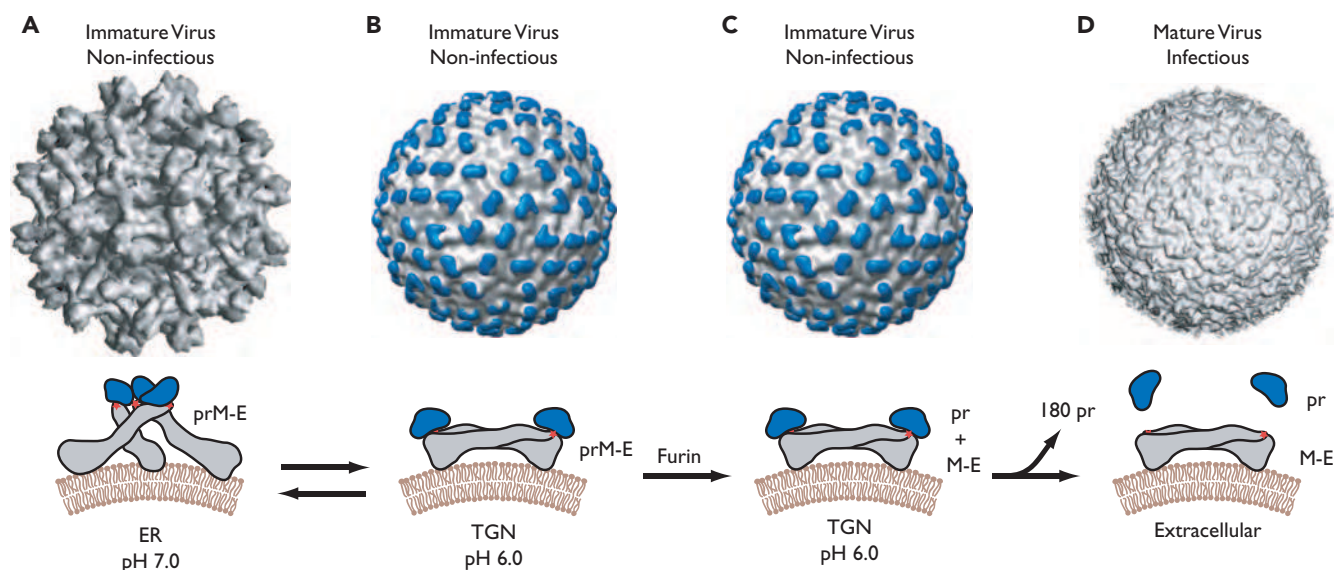 A
Immature Virus
Non-infectious
B
Immature Virus
Non-infectious
C
Immature Virus
Non-infectious
D
Mature Virus
Infectious
prM-E
ER
pH 7.0
prM-E
TGN
pH 6.0
Furin
pr
+
M-E
TGN
pH 6.0
180 pr
pr
M-E
Extracellular